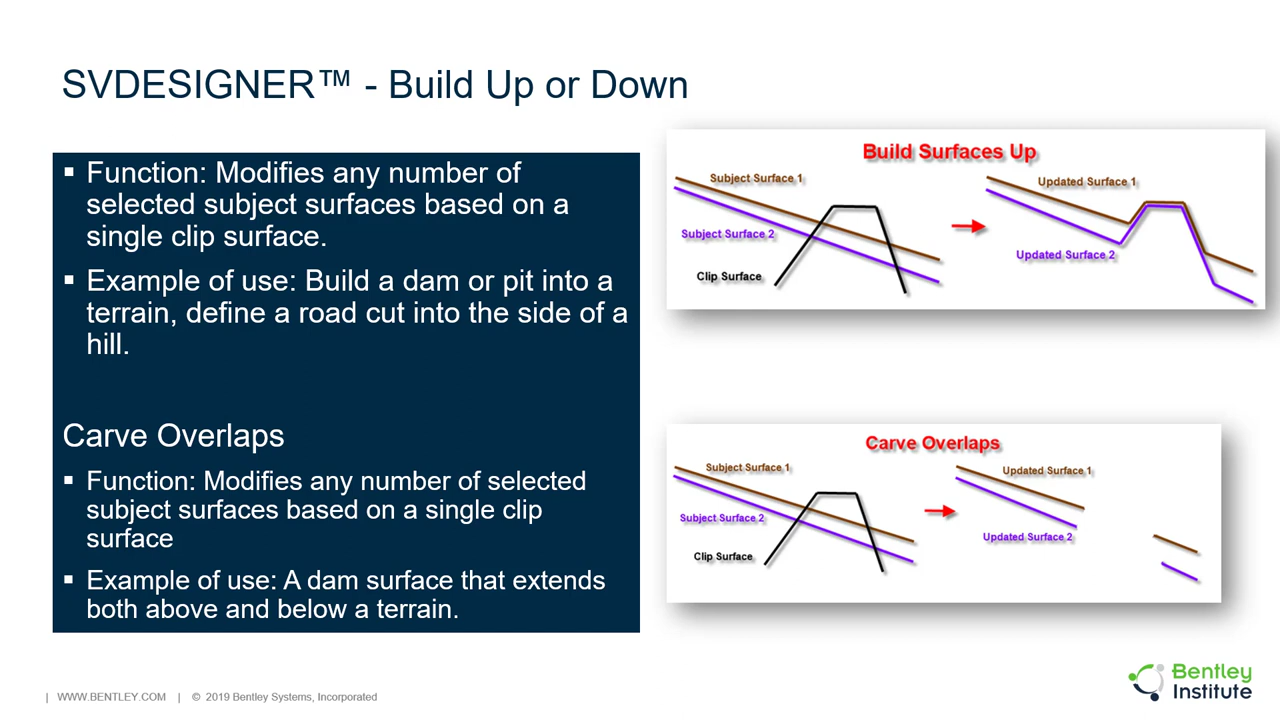 SVDESIGNER™ - Build Up or Down
▪ Function: Modifies any number of
selected subject surfaces based on a
single clip surface.
▪ Example of use: Build a dam or pit into a
terrain, define a road cut into the side of a
hill.
Carve Overlaps
▪ Function: Modifies any number of selected
subject surfaces based on a single clip
surface
▪ Example of use: A dam surface that extends
both above and below a terrain.
Build Surfaces Up
Subject Surface 1
Subject Surface 2
Clip Surface
Updated Surface 1
Updated Surface 2
Carve Overlaps
Subject Surface 1
Subject Surface 2
Clip Surface
Updated Surface 1
Updated Surface 2
| WWW.BENTLEY.COM | © 2019 Bentley Systems, Incorporated
Bentley
Institute